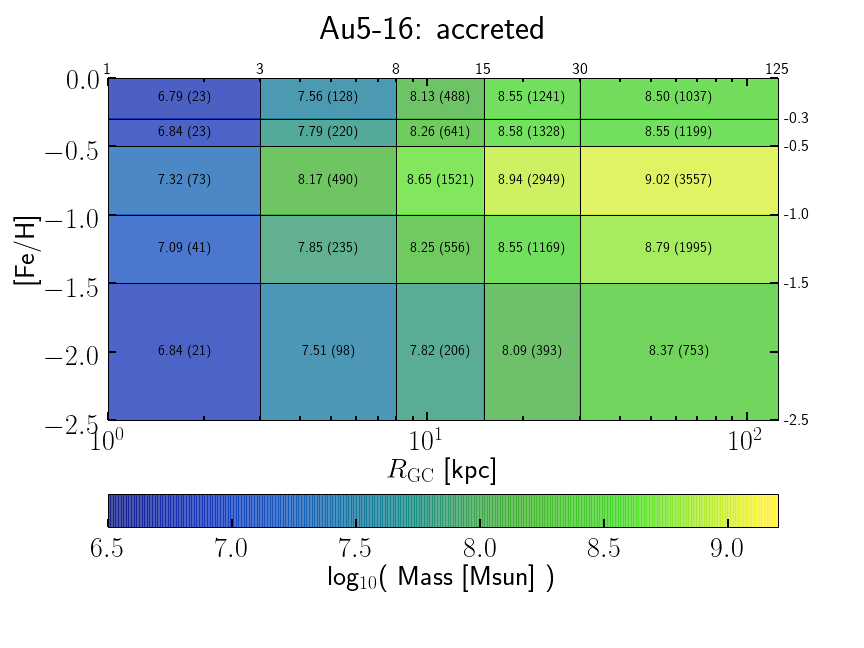 Au5-16: accreted
1 3 8 15 30 125
0.0 6.79 (23) 7.56 (128) 8.13 (488) 8.55 (1241) 8.50 (1037)
-0.3
6.84 (23) 7.79 (220) 8.26 (641) 8.58 (1328) 8.55 (1199)
−0.5 -0.5
7.32 (73) 8.17 (490) 8.65 (1521) 8.94 (2949) 9.02 (3557)
−1.0 -1.0
[Fe/H]
7.09 (41) 7.85 (235) 8.25 (556) 8.55 (1169) 8.79 (1995)
−1.5 -1.5
6.84 (21) 7.51 (98) 7.82 (206) 8.09 (393) 8.37 (753)
−2.0
−2.5 -2.5
10⁰ 10¹ 10²
R_GC [kpc]
6.5 7.0 7.5 8.0 8.5 9.0
log₁₀( Mass [Msun] )